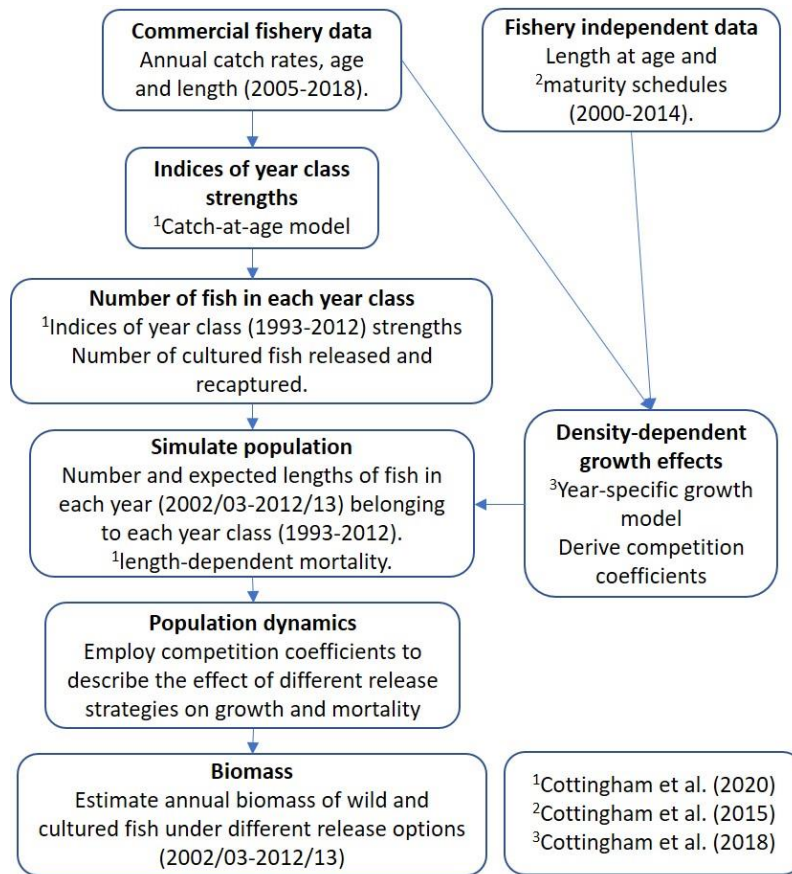 Commercial fishery data
Annual catch rates, age
and length (2005-2018).
Fishery independent data
Length at age and
²maturity schedules
(2000-2014).
Indices of year class
strengths
¹Catch-at-age model
Number of fish in each year class
¹Indices of year class (1993-2012) strengths
Number of cultured fish released and
recaptured.
Simulate population
Number and expected lengths of fish in
each year (2002/03-2012/13) belonging
to each year class (1993-2012).
¹length-dependent mortality.
Density-dependent
growth effects
³Year-specific growth
model
Derive competition
coefficients
Population dynamics
Employ competition coefficients to
describe the effect of different release
strategies on growth and mortality
Biomass
Estimate annual biomass of wild and
cultured fish under different release options
(2002/03-2012/13)
¹Cottingham et al. (2020)
²Cottingham et al. (2015)
³Cottingham et al. (2018)